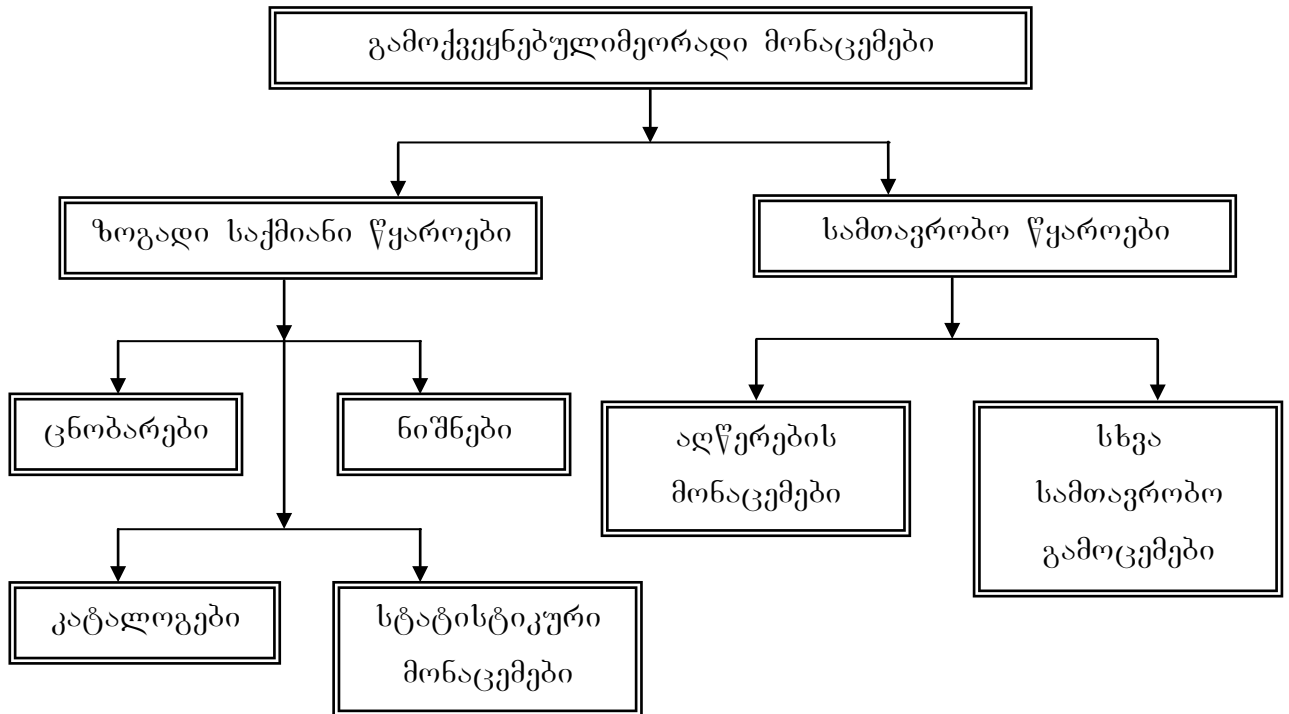 გამოქვეყნებულიმეორადი მონაცემები
ზოგადი საქმიანი წყაროები
სამთავრობო წყაროები
ცნობარები
ნიშნები
აღწერების
მონაცემები
სხვა
სამთავრობო
გამოცემები
კატალოგები
სტატისტიკური
მონაცემები